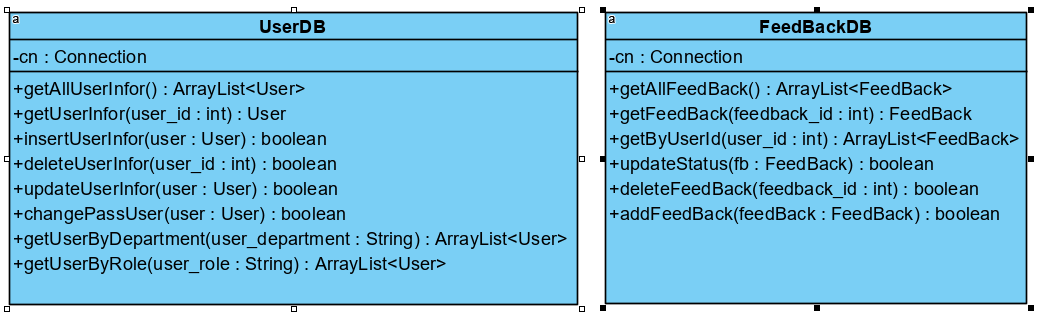 a
UserDB
-cn : Connection
+getAllUserInfor() : ArrayList<User>
+getUserInfor(user_id : int) : User
+insertUserInfor(user : User) : boolean
+deleteUserInfor(user_id : int) : boolean
+updateUserInfor(user : User) : boolean
+changePassUser(user : User) : boolean
+getUserByDepartment(user_department : String) : ArrayList<User>
+getUserByRole(user_role : String) : ArrayList<User>
a
FeedBackDB
-cn : Connection
+getAllFeedBack() : ArrayList<FeedBack>
+getFeedBack(feedback_id : int) : FeedBack
+getByUserId(user_id : int) : ArrayList<FeedBack>
+updateStatus(fb : FeedBack) : boolean
+deleteFeedBack(feedback_id : int) : boolean
+addFeedBack(feedBack : FeedBack) : boolean